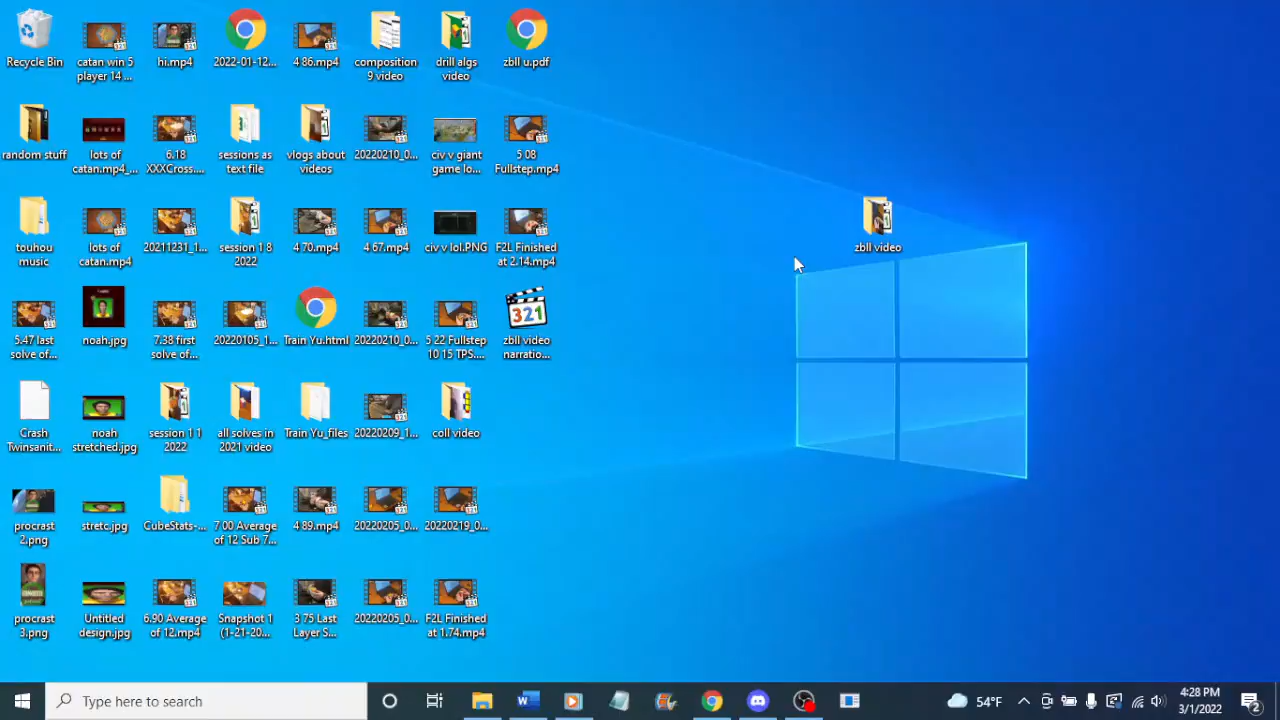 Recycle Bin
catan win 5
player 14 ...
hi.mp4
2022-01-12...
4 86.mp4
composition
9 video
drill algs
video
zbll u.pdf
random stuff
lots of
catan.mp4_...
6.18
XXXCross....
sessions as
text file
vlogs about
videos
20220210_0...
civ v giant
game lo...
5 08
Fullstep.mp4
touhou
music
lots of
catan.mp4
20211231_1...
session 1 8
2022
4 70.mp4
4 67.mp4
civ v lol.PNG
F2L Finished
at 2.14.mp4
zbll video
5.47 last
solve of...
noah.jpg
7.38 first
solve of...
20220105_1...
Train Yu.html
20220210_0...
5 22 Fullstep
10 15 TPS....
321
zbll video
narratio...
Crash
Twinsanit...
noah
stretched.jpg
session 1 1
2022
all solves in
2021 video
Train Yu_files
20220209_1...
coll video
procrast
2.png
stretc.jpg
CubeStats-...
7 00 Average
of 12 Sub 7...
4 89.mp4
20220205_0...
20220219_0...
procrast
3.png
Untitled
design.jpg
6.90 Average
of 12.mp4
Snapshot 1
(1-21-20...
3 75 Last
Layer S...
20220205_0...
F2L Finished
at 1.74.mp4
Type here to search
54°F
4:28 PM
3/1/2022
2